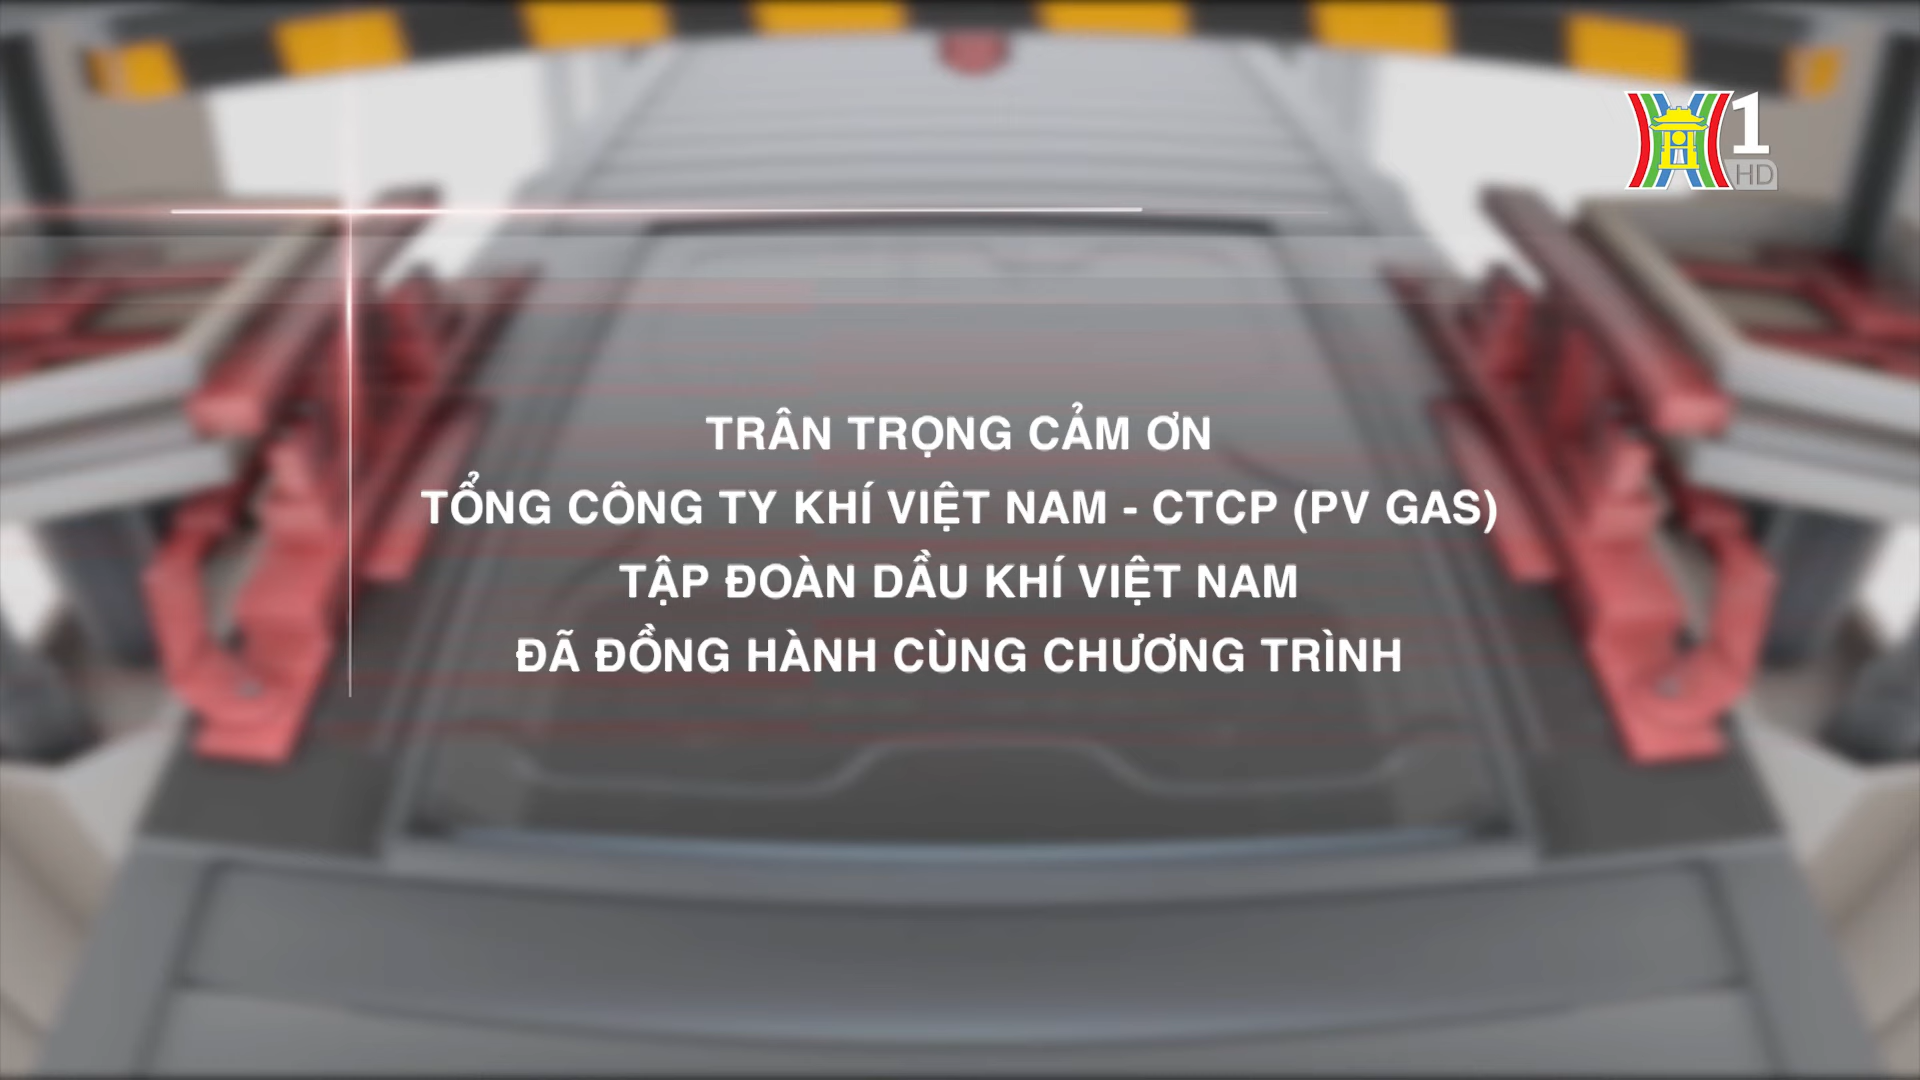 1
HD
TRÂN TRỌNG CẢM ƠN
TỔNG CÔNG TY KHÍ VIỆT NAM - CTCP (PV GAS)
TẬP ĐOÀN DẦU KHÍ VIỆT NAM
ĐÃ ĐỒNG HÀNH CÙNG CHƯƠNG TRÌNH